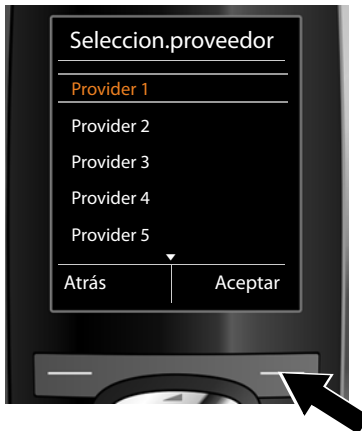 Seleccion.proveedor
Provider 1
Provider 2
Provider 3
Provider 4
Provider 5
Atrás Aceptar